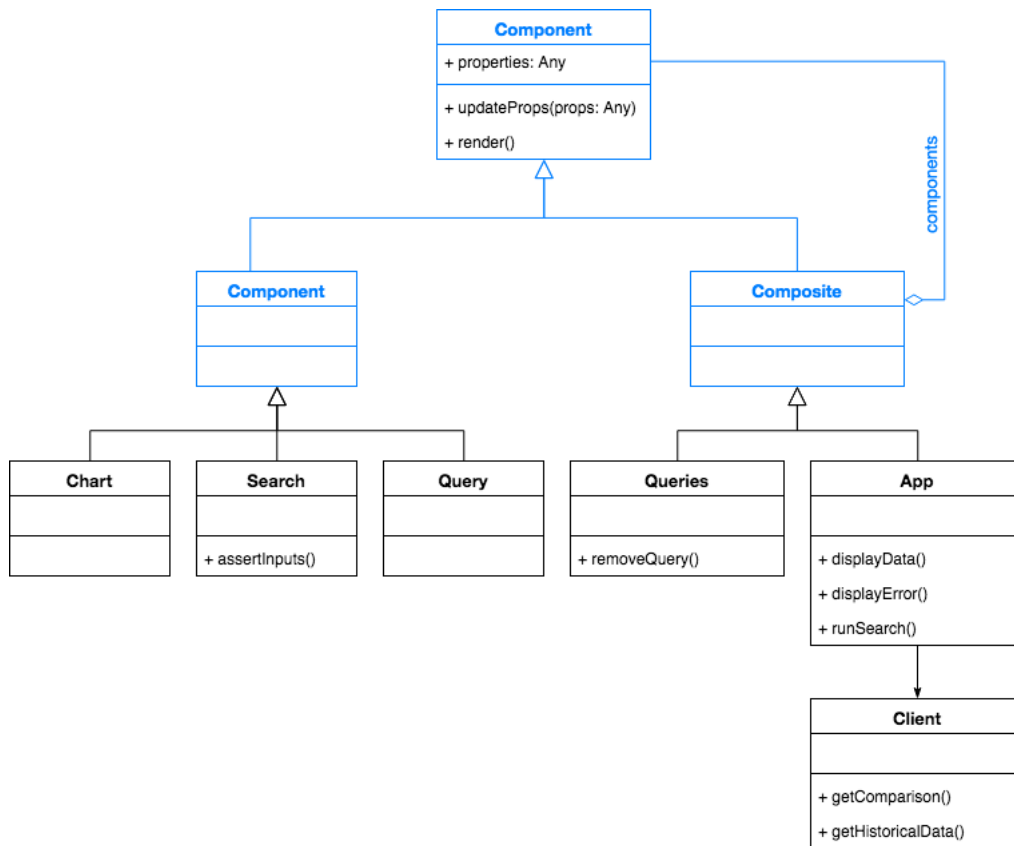 Component
+ properties: Any
+ updateProps(props: Any)
+ render()
components
Component
Composite
Chart
Search
+ assertInputs()
Query
Queries
+ removeQuery()
App
+ displayData()
+ displayError()
+ runSearch()
Client
+ getComparison()
+ getHistoricalData()